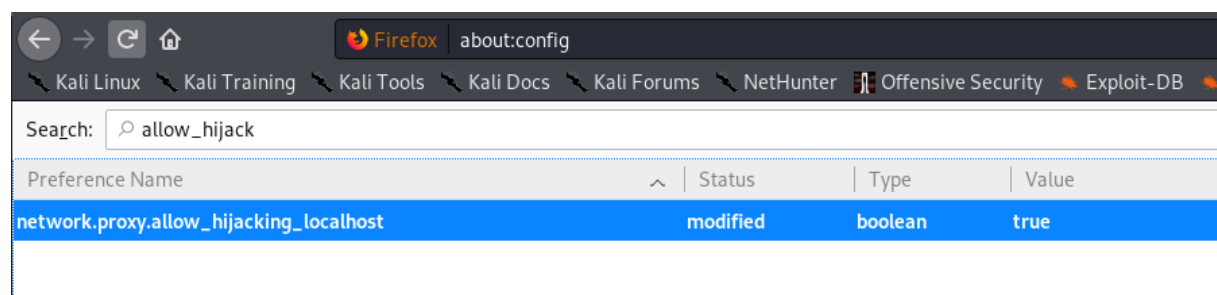 Firefox about:config
Kali Linux Kali Training Kali Tools Kali Docs Kali Forums NetHunter Offensive Security Exploit-DB
Search: allow_hijack
Preference Name Status Type Value
network.proxy.allow_hijacking_localhost modified boolean true